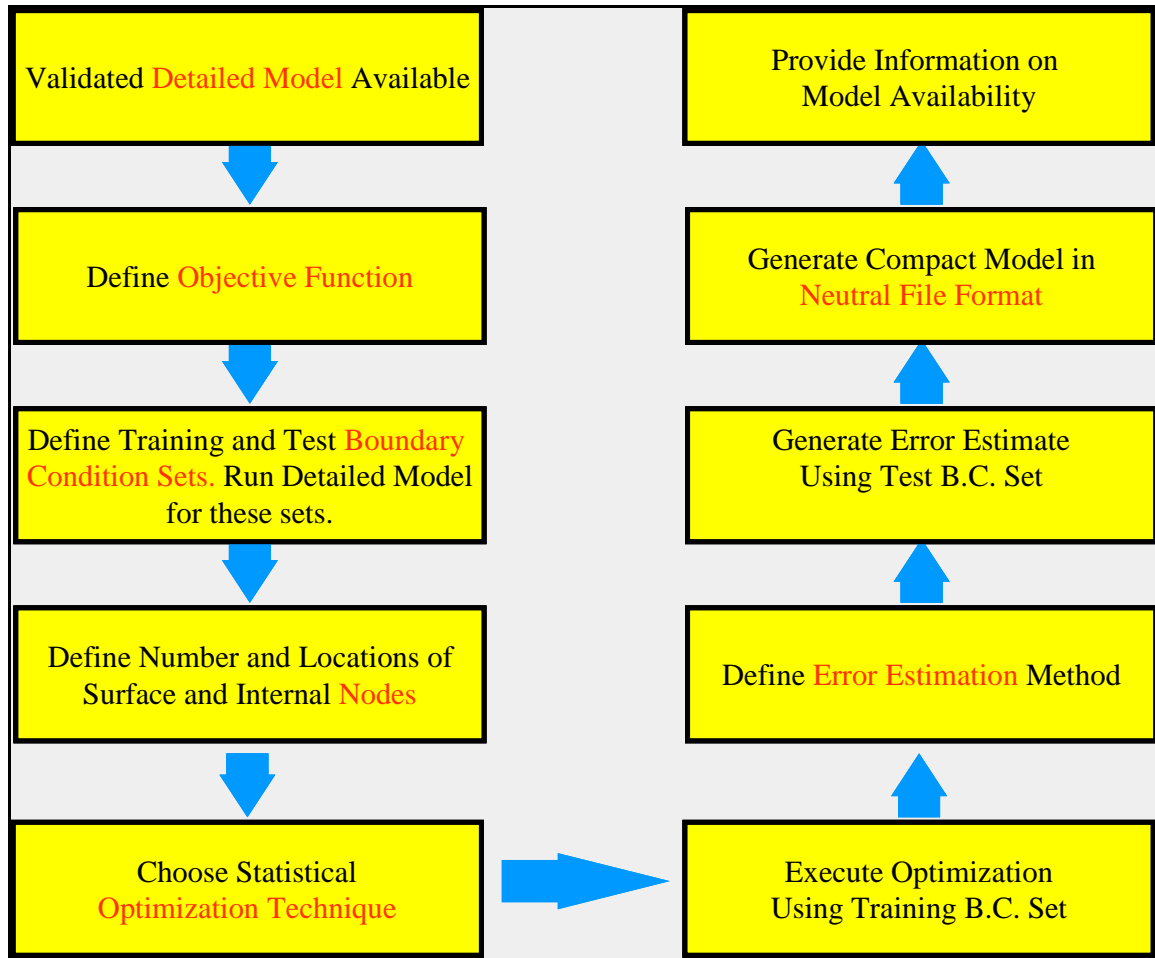 Validated Detailed Model Available
Define Objective Function
Define Training and Test Boundary
Condition Sets. Run Detailed Model
for these sets.
Define Number and Locations of
Surface and Internal Nodes
Choose Statistical
Optimization Technique
Execute Optimization
Using Training B.C. Set
Define Error Estimation Method
Generate Error Estimate
Using Test B.C. Set
Generate Compact Model in
Neutral File Format
Provide Information on
Model Availability